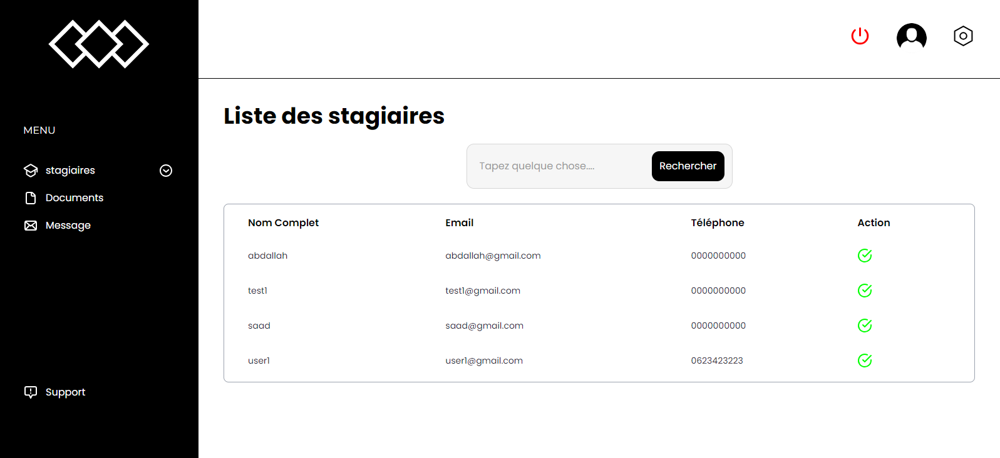 MENU
stagiaires
Documents
Message
Support
Liste des stagiaires
Tapez quelque chose.... Rechercher
Nom Complet Email Téléphone Action
abdallah abdallah@gmail.com 0000000000
test1 test1@gmail.com 0000000000
saad saad@gmail.com 0000000000
user1 user1@gmail.com 0623423223